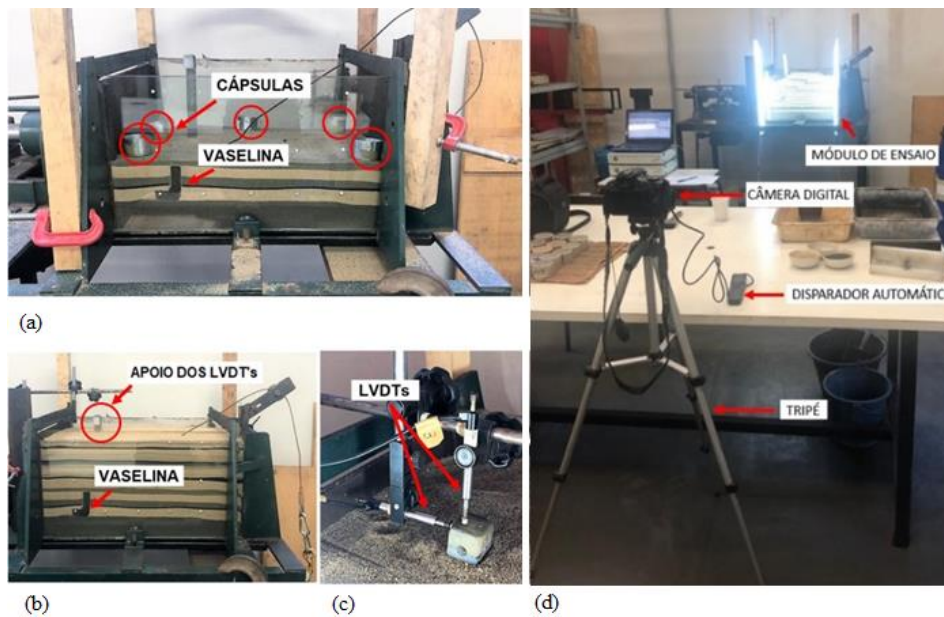 CÁPSULAS
VASELINA
(a)
APOIO DOS LVDT's
VASELINA
(b)
LVDTs
(c)
MÓDULO DE ENSAIO
CÂMERA DIGITAL
DISPARADOR AUTOMÁTIC
TRIPÉ
(d)